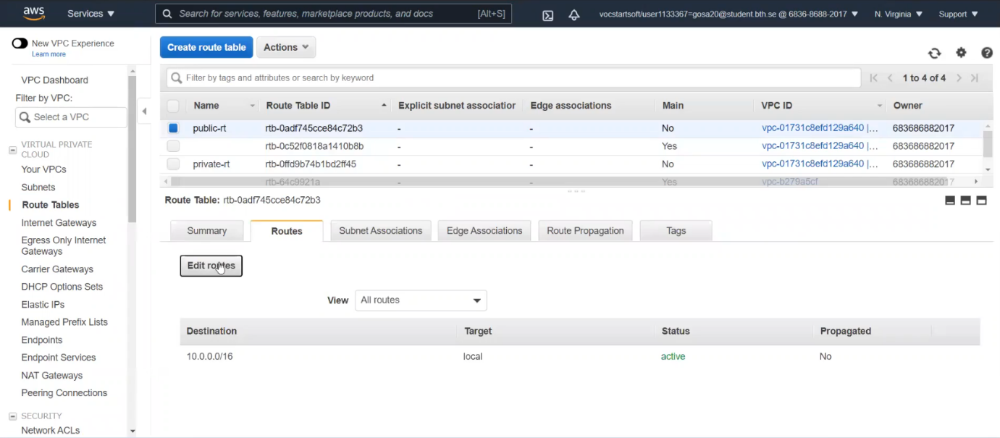 aws Services Search for services, features, marketplace products, and docs [Alt+S] vocstartsoft/user1133367=gosa20@student.bth.se @ 6836-8688-2017 N. Virginia Support
New VPC Experience
Learn more
VPC Dashboard
Filter by VPC:
Select a VPC
VIRTUAL PRIVATE
CLOUD
Your VPCs
Subnets
Route Tables
Internet Gateways
Egress Only Internet
Gateways
Carrier Gateways
DHCP Options Sets
Elastic IPs
Managed Prefix Lists
Endpoints
Endpoint Services
NAT Gateways
Peering Connections
SECURITY
Network ACLs
Create route table Actions
Filter by tags and attributes or search by keyword 1 to 4 of 4
Name Route Table ID Explicit subnet association Edge associations Main VPC ID Owner
public-rt rtb-0adf745cce84c72b3 - - No vpc-01731c8efd129a640 |... 683686882017
rtb-0c52f0818a1410b8b - - Yes vpc-01731c8efd129a640 |... 683686882017
private-rt rtb-0ffd9b74b1bd2ff45 - - No vpc-01731c8efd129a640 |... 683686882017
rtb-64c9921a - - Yes vpc-b279a5cf 683686882017
Route Table: rtb-0adf745cce84c72b3
Summary Routes Subnet Associations Edge Associations Route Propagation Tags
Edit routes
View All routes
Destination Target Status Propagated
10.0.0.0/16 local active No